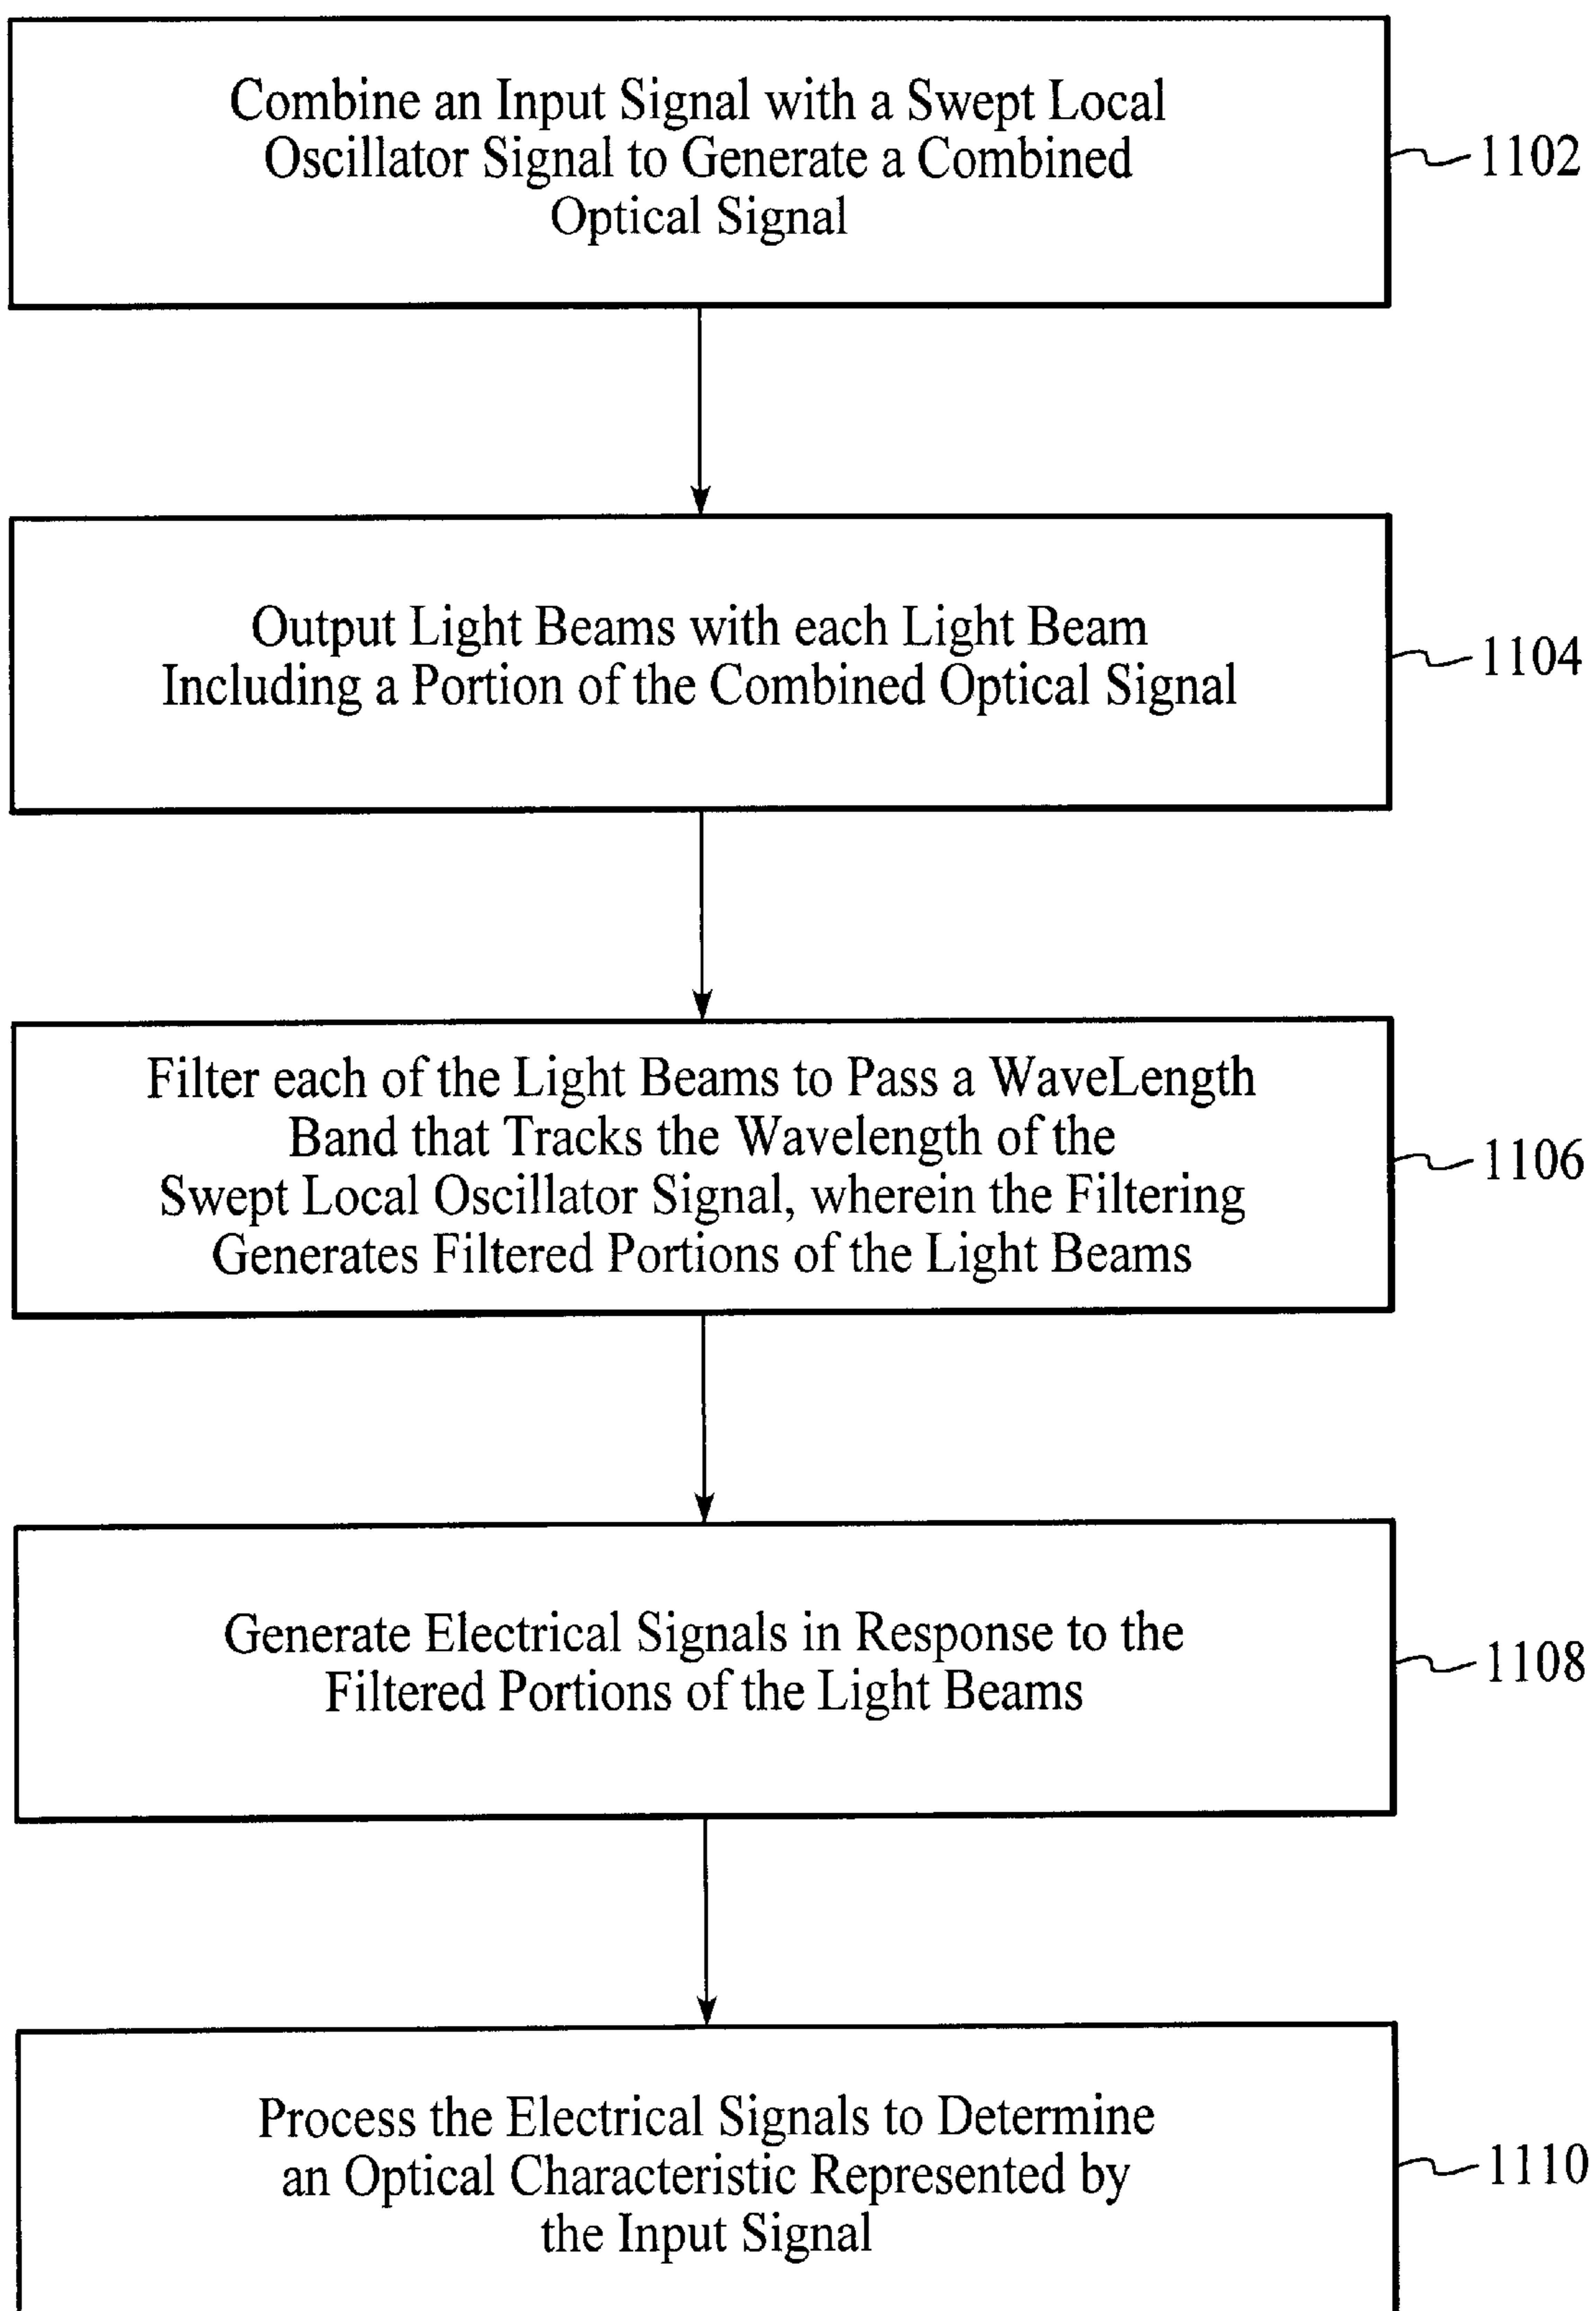 Combine an Input Signal with a Swept Local
Oscillator Signal to Generate a Combined
Optical Signal
1102
Output Light Beams with each Light Beam
Including a Portion of the Combined Optical Signal
1104
Filter each of the Light Beams to Pass a WaveLength
Band that Tracks the Wavelength of the
Swept Local Oscillator Signal, wherein the Filtering
Generates Filtered Portions of the Light Beams
1106
Generate Electrical Signals in Response to the
Filtered Portions of the Light Beams
1108
Process the Electrical Signals to Determine
an Optical Characteristic Represented by
the Input Signal
1110